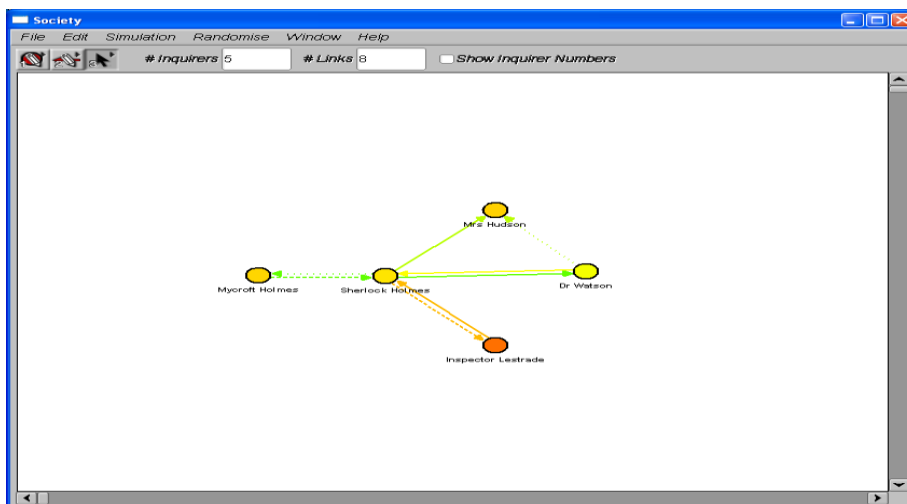 Society
File Edit Simulation Randomise Window Help
# Inquirers 5 # Links 8 Show Inquirer Numbers
Mrs Hudson
Mycroft Holmes Sherlock Holmes Dr Watson
Inspector Lestrade